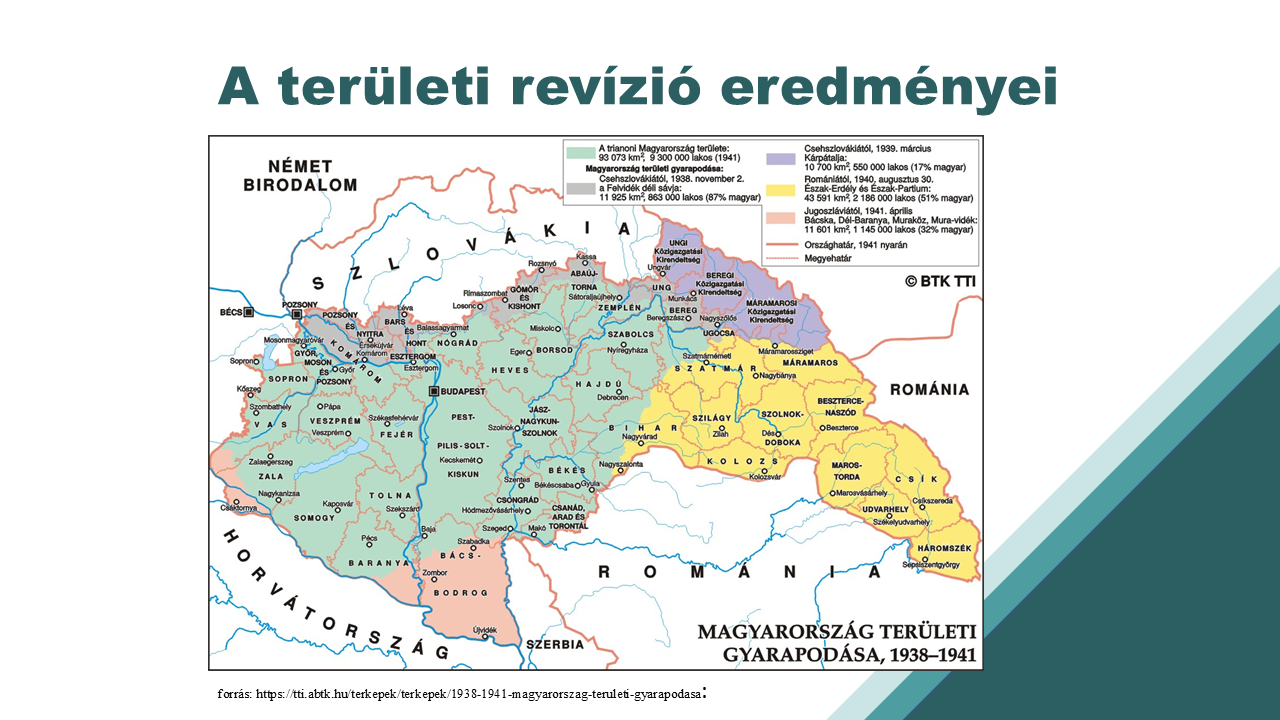 A területi revízió eredményei
A trianoni Magyarország területe:
93 073 km², 9 300 000 lakos (1941)
Magyarország területi gyarapodása:
Csehszlovákiától, 1938. november 2.
a Felvidék déli sávja:
11 925 km², 863 000 lakos (87% magyar)
Csehszlovákiától, 1939. március
Kárpátalja:
10 700 km², 550 000 lakos (17% magyar)
Romániától, 1940. augusztus 30.
Észak-Erdély és Észak-Partium:
43 591 km², 2 186 000 lakos (51% magyar)
Jugoszláviától, 1941. április
Bácska, Dél-Baranya, Muraköz, Mura-vidék:
11 601 km², 1 145 000 lakos (32% magyar)
Országhatár, 1941 nyarán
Megyehatár
© BTK TTI
NÉMET
BIRODALOM
SZLOVÁKIA
UNGI
Közigazgatási
Kirendeltség
Ungvár
BEREGI
Közigazgatási
Kirendeltség
MÁRAMAROSI
Közigazgatási
Kirendeltség
Kassa
Rozsnyó
ABAÚJ-
TORNA
Sátoraljaújhely
GÖMÖR
ÉS
KISHONT
Rimaszombat
Losonc
ZEMPLÉN
UNG
Munkács
BEREG
Beregszász
Nagyszőlős
UGOCSA
BÉCS
POZSONY
POZSONY
ÉS
NYITRA
Érsekújvár
Léva
BARS
ÉS
HONT
Balassagyarmat
NÓGRÁD
Miskolc
BORSOD
Eger
SZABOLCS
Nyíregyháza
Mosonmagyaróvár
GYŐR,
MOSON
ÉS
POZSONY
Győr
KOMÁROM
Komárom
ESZTERGOM
Esztergom
Sopron
SOPRON
HEVES
HAJDÚ
Debrecen
Szatmárnémeti
SZATMÁR
Nagybánya
Máramarossziget
MÁRAMAROS
ROMÁNIA
Kőszeg
Szombathely
VAS
Pápa
VESZPRÉM
Veszprém
Székesfehérvár
FEJÉR
BUDAPEST
PEST-
PILIS-SOLT-
KISKUN
Kecskemét
JÁSZ-
NAGYKUN-
SZOLNOK
Szolnok
BIHAR
Nagyvárad
SZILÁGY
Zilah
SZOLNOK-
DOBOKA
Dés
BESZTERCE-
NASZÓD
Beszterce
KOLOZS
Kolozsvár
Zalaegerszeg
ZALA
Nagykanizsa
Csáktornya
Kaposvár
SOMOGY
TOLNA
Szekszárd
Pécs
BARANYA
Baja
Szentes
BÉKÉS
Békéscsaba
Gyula
Nagyszalonta
CSONGRÁD
Hódmezővásárhely
CSANÁD,
ARAD ÉS
TORONTÁL
Szeged
Makó
Szabadka
BÁCS-
BODROG
Zombor
Újvidék
MAROS-
TORDA
Marosvásárhely
CSÍK
Csíkszereda
UDVARHELY
Székelyudvarhely
HÁROMSZÉK
Sepsiszentgyörgy
HORVÁTORSZÁG
SZERBIA
ROMÁNIA
MAGYARORSZÁG TERÜLETI
GYARAPODÁSA, 1938–1941
forrás: https://tti.abtk.hu/terkepek/terkepek/1938-1941-magyarorszag-teruleti-gyarapodasa: